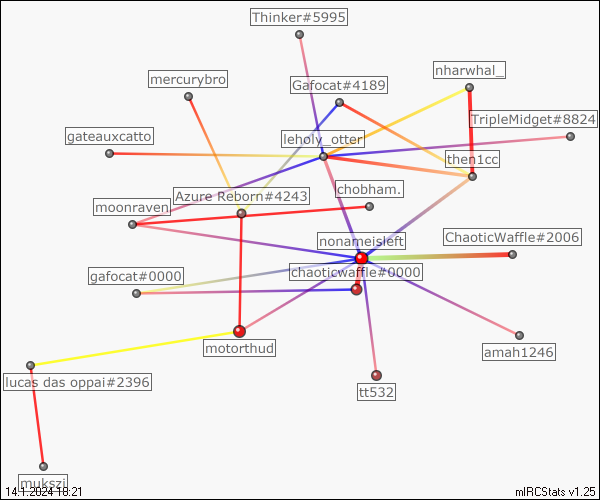 Thinker#5995
nharwhal_
mercurybro
Gafocat#4189
TripleMidget#8824
gateauxcatto
leholy_otter
then1cc
chobham.
Azure Reborn#4243
moonraven
nonameisleft
ChaoticWaffle#2006
chaoticwaffle#0000
gafocat#0000
motorthud
amah1246
lucas das oppai#2396
tt532
mukszi
14.1.2024 18:21
mIRCStats v1.25